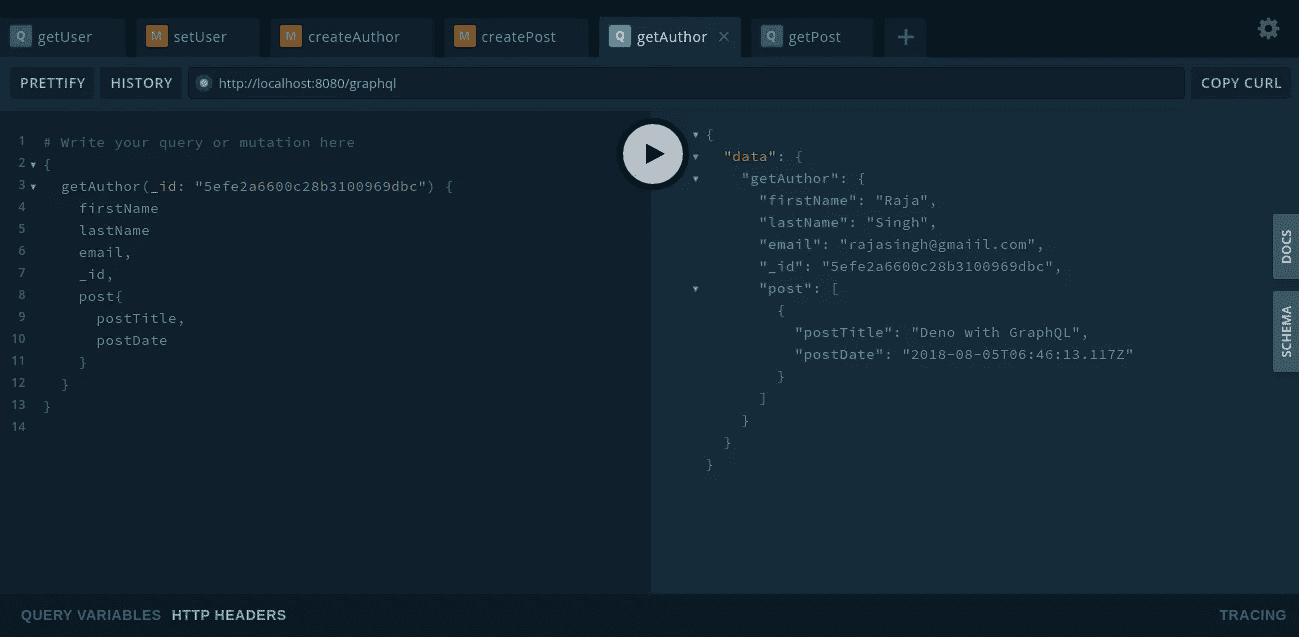 Q getUser M setUser M createAuthor M createPost Q getAuthor × Q getPost +
PRETTIFY HISTORY http://localhost:8080/graphql COPY CURL
1 # Write your query or mutation here
2 {
3 getAuthor(_id: "5efe2a6600c28b3100969dbc") {
4 firstName
5 lastName
6 email,
7 _id,
8 post{
9 postTitle,
10 postDate
11 }
12 }
13 }
14
{
"data": {
"getAuthor": {
"firstName": "Raja",
"lastName": "Singh",
"email": "rajasingh@gmaiil.com",
"_id": "5efe2a6600c28b3100969dbc",
"post": [
{
"postTitle": "Deno with GraphQL",
"postDate": "2018-08-05T06:46:13.117Z"
}
]
}
}
}
DOCS
SCHEMA
QUERY VARIABLES HTTP HEADERS TRACING